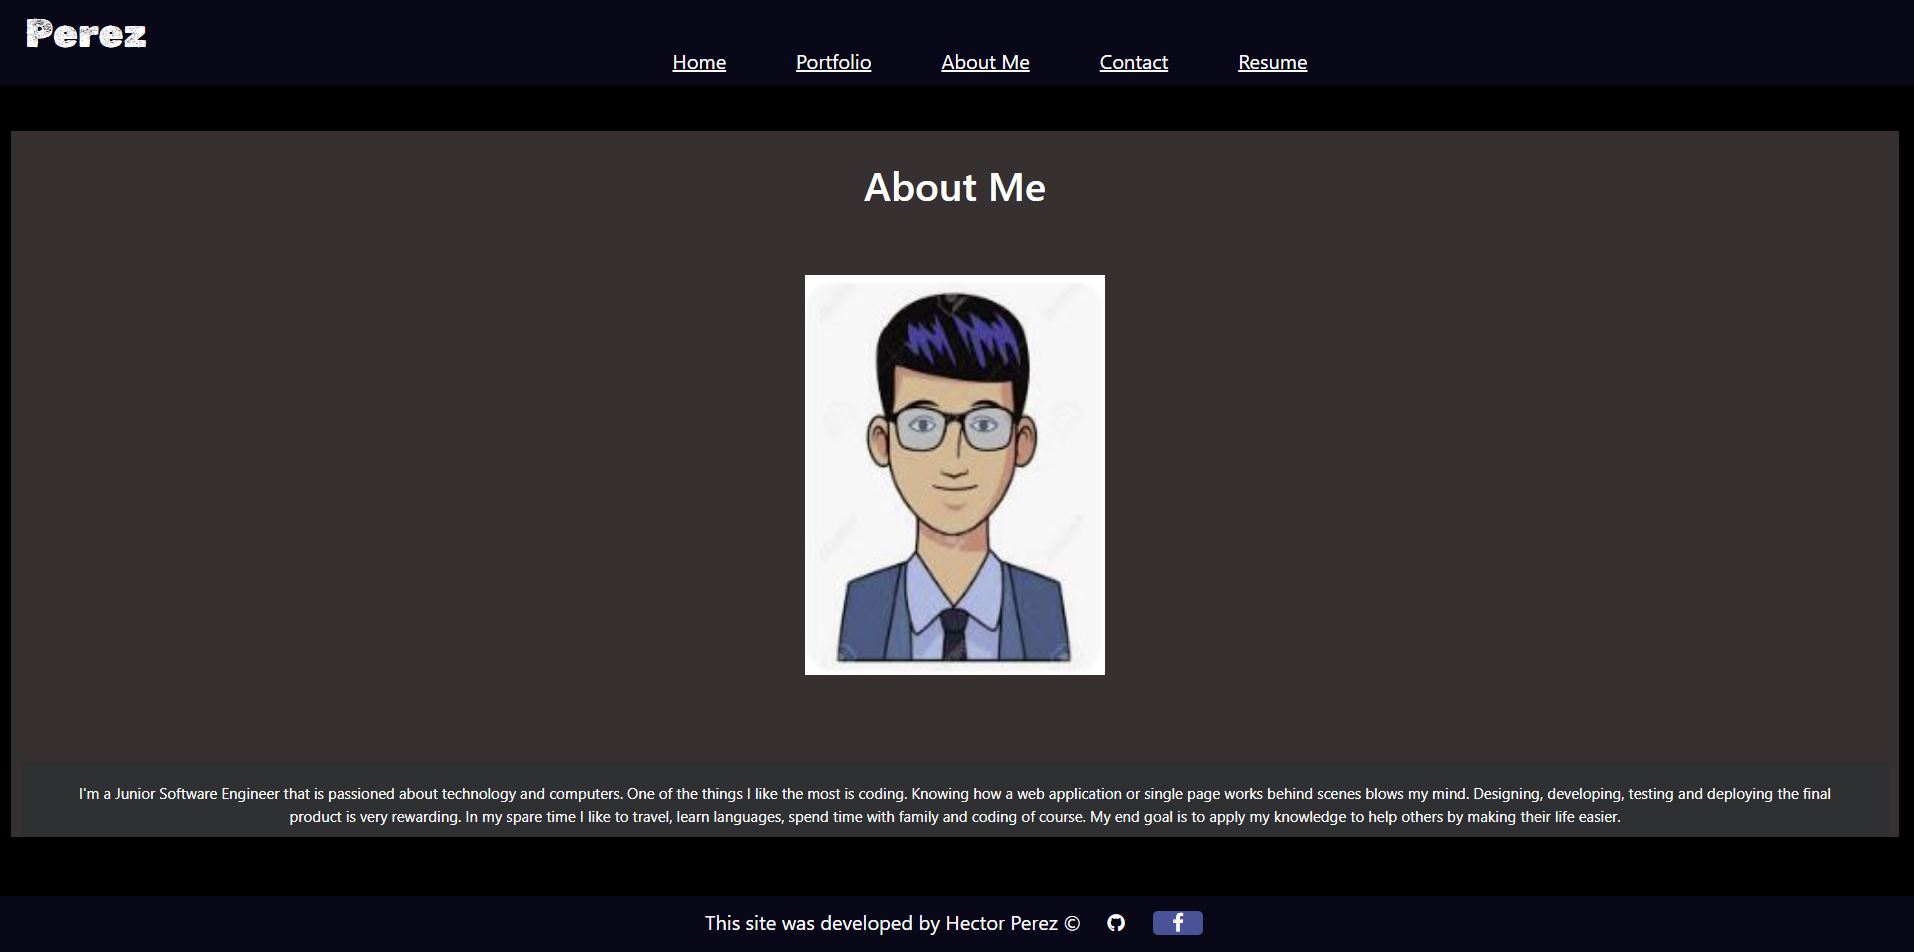 Perez
Home Portfolio About Me Contact Resume
About Me
I'm a Junior Software Engineer that is passioned about technology and computers. One of the things I like the most is coding. Knowing how a web application or single page works behind scenes blows my mind. Designing, developing, testing and deploying the final
product is very rewarding. In my spare time I like to travel, learn languages, spend time with family and coding of course. My end goal is to apply my knowledge to help others by making their life easier.
This site was developed by Hector Perez ©